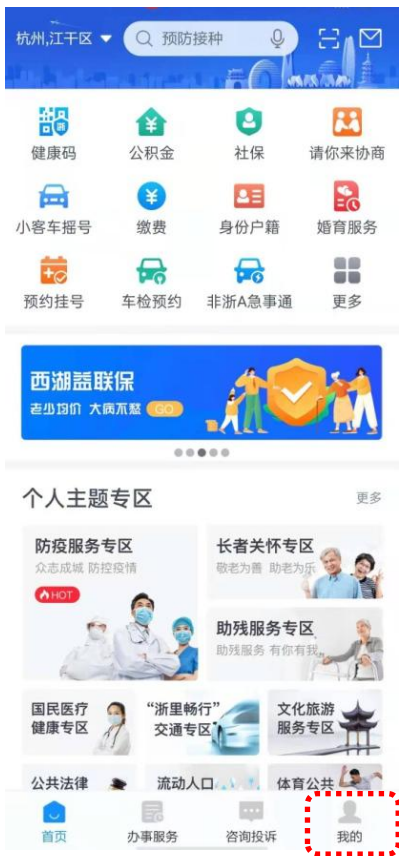 杭州,江干区 预防接种
健康码 公积金 社保 请你来协商
小客车摇号 缴费 身份户籍 婚育服务
预约挂号 车检预约 非浙A急事通 更多
西湖益联保
老少均价 大病不愁 GO
个人主题专区 更多
防疫服务专区
众志成城 防控疫情
HOT
长者关怀专区
敬老为善 助老为乐
助残服务专区
助残服务 有你有我
国民医疗
健康专区
“浙里畅行”
交通专区
文化旅游
服务专区
公共法律 流动人口 体育公共
首页 办事服务 咨询投诉 我的